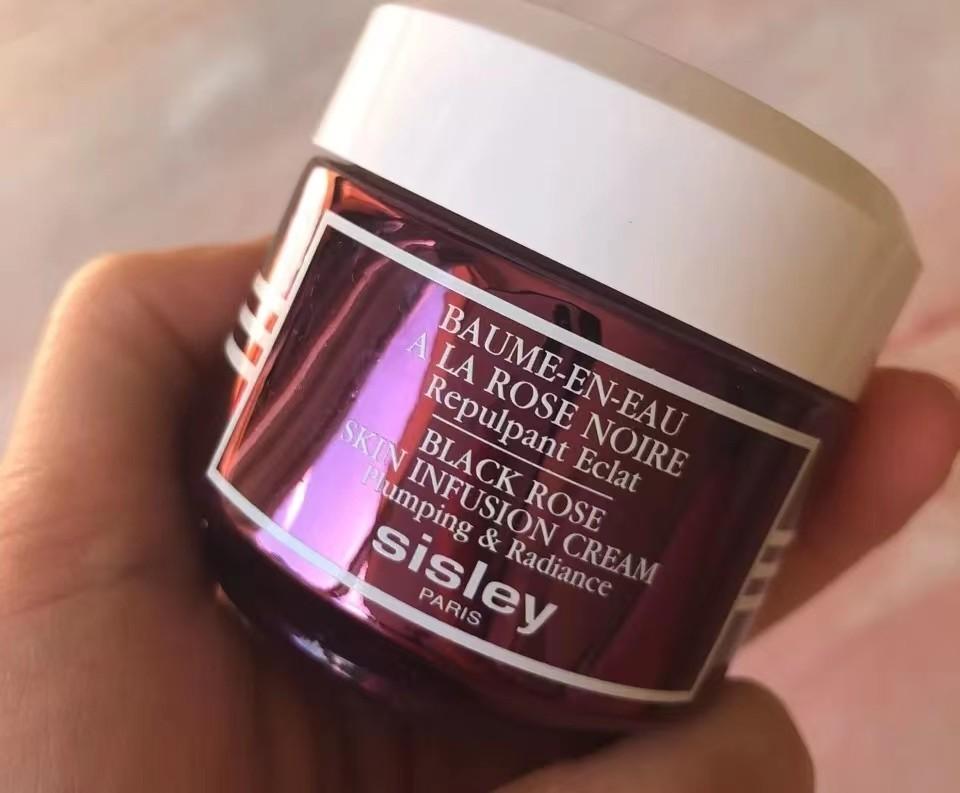 BAUME-EN-EAU
A LA ROSE NOIRE
Repulpant Eclat
BLACK ROSE
SKIN INFUSION CREAM
Plumping & Radiance
sisley
PARIS